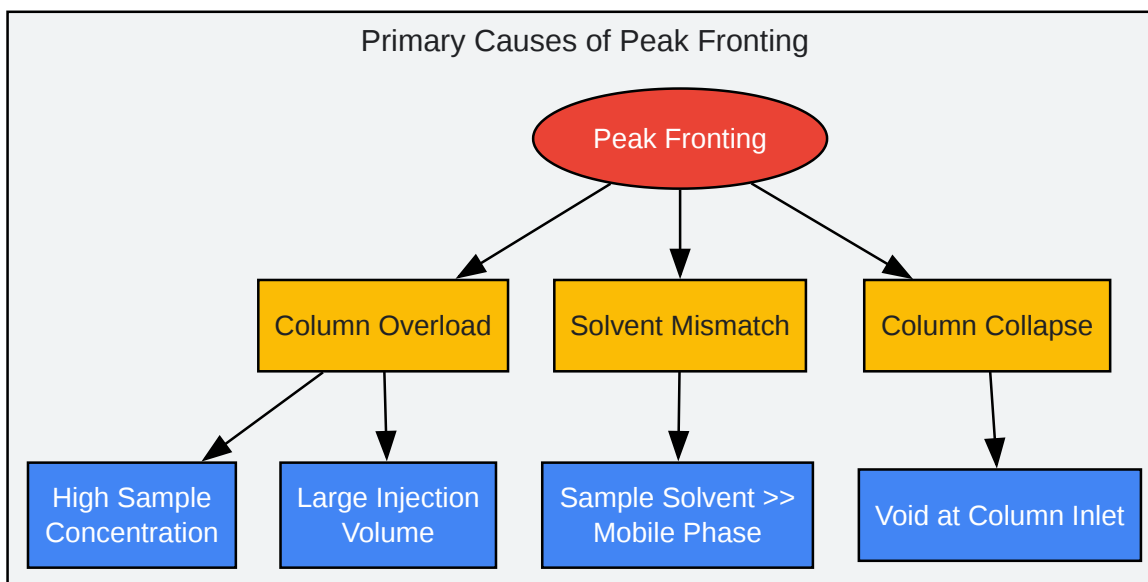 Primary Causes of Peak Fronting
Peak Fronting
Column Overload
Solvent Mismatch
Column Collapse
High Sample
Concentration
Large Injection
Volume
Sample Solvent >>
Mobile Phase
Void at Column Inlet